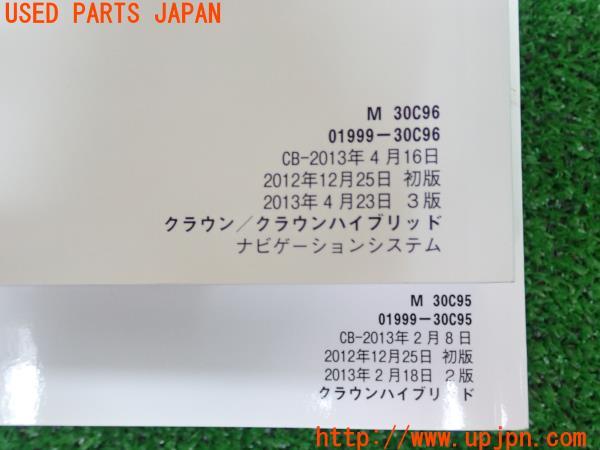 USED PARTS JAPAN
M 30C96
01999-30C96
CB-2013年4月16日
2012年12月25日 初版
2013年4月23日 3版
クラウン/クラウンハイブリッド
ナビゲーションシステム
M 30C95
01999-30C95
CB-2013年2月8日
2012年12月25日 初版
2013年2月18日 2版
クラウンハイブリッド
http://www.upjpn.com/